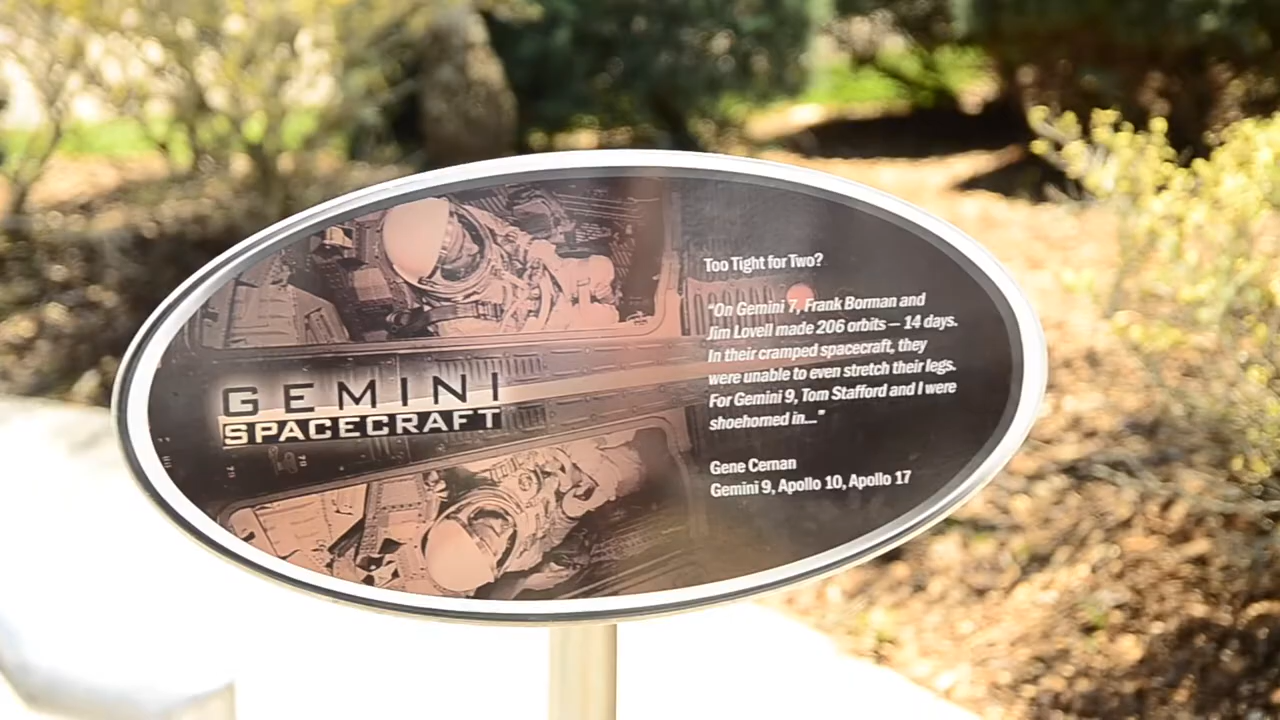 GEMINI
SPACECRAFT
Too Tight for Two?
"On Gemini 7, Frank Borman and
Jim Lovell made 206 orbits — 14 days.
In their cramped spacecraft, they
were unable to even stretch their legs.
For Gemini 9, Tom Stafford and I were
shoehorned in...."
Gene Cernan
Gemini 9, Apollo 10, Apollo 17